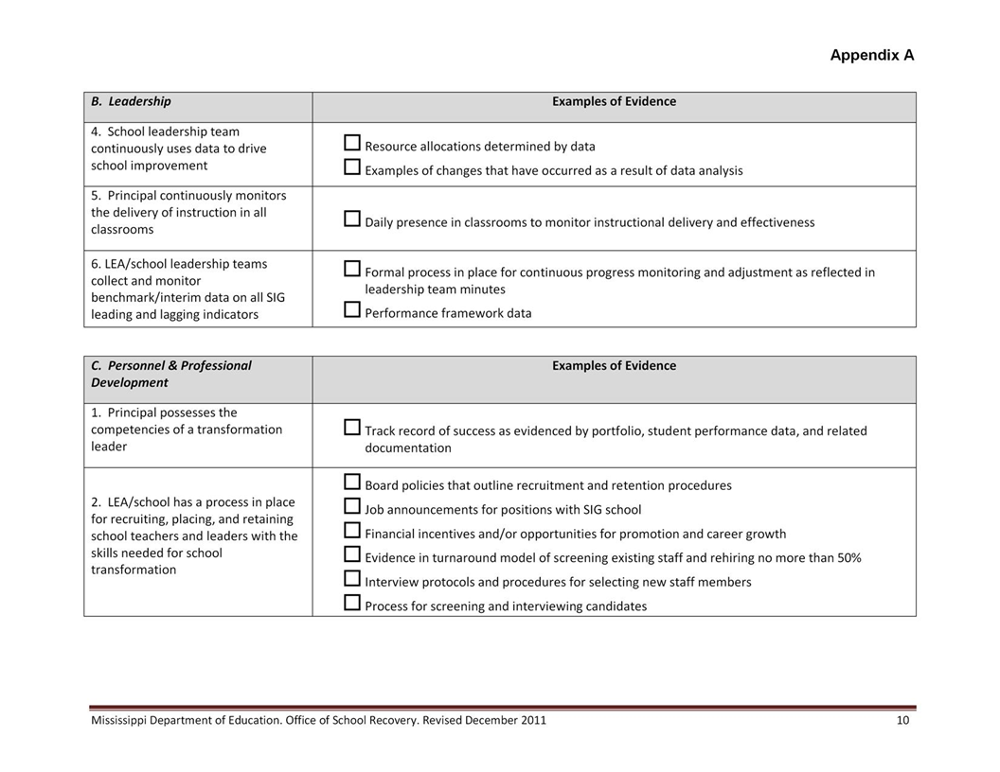 Appendix A
B. Leadership
Examples of Evidence
4. School leadership team
continuously uses data to drive
school improvement
☐ Resource allocations determined by data
☐ Examples of changes that have occurred as a result of data analysis
5. Principal continuously monitors
the delivery of instruction in all
classrooms
☐ Daily presence in classrooms to monitor instructional delivery and effectiveness
6. LEA/school leadership teams
collect and monitor
benchmark/interim data on all SIG
leading and lagging indicators
☐ Formal process in place for continuous progress monitoring and adjustment as reflected in
leadership team minutes
☐ Performance framework data
C. Personnel & Professional
Development
Examples of Evidence
1. Principal possesses the
competencies of a transformation
leader
☐ Track record of success as evidenced by portfolio, student performance data, and related
documentation
2. LEA/school has a process in place
for recruiting, placing, and retaining
school teachers and leaders with the
skills needed for school
transformation
☐ Board policies that outline recruitment and retention procedures
☐ Job announcements for positions with SIG school
☐ Financial incentives and/or opportunities for promotion and career growth
☐ Evidence in turnaround model of screening existing staff and rehiring no more than 50%
☐ Interview protocols and procedures for selecting new staff members
☐ Process for screening and interviewing candidates
Mississippi Department of Education. Office of School Recovery. Revised December 2011 10